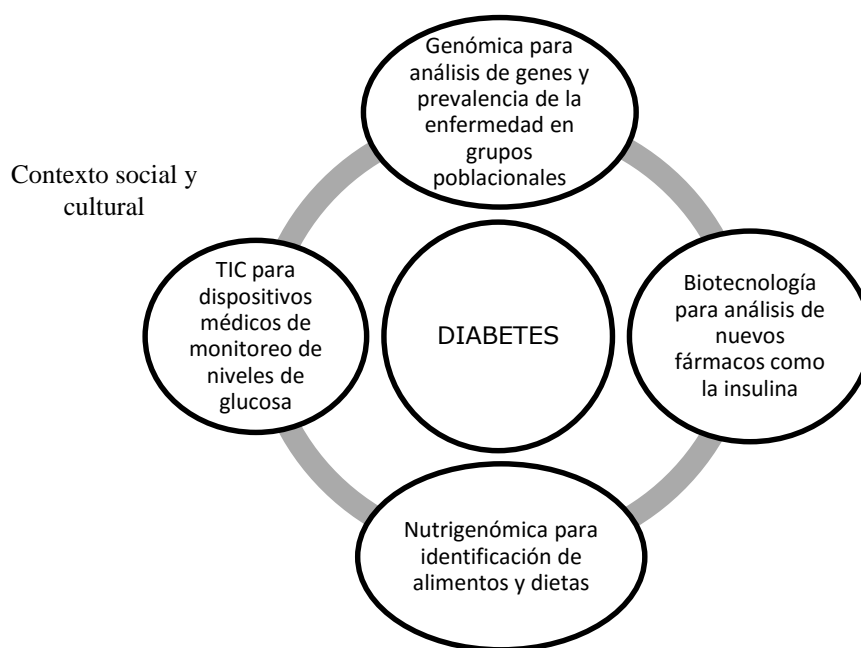 Genómica para
análisis de genes y
prevalencia de la
enfermedad en
grupos
poblacionales
Contexto social y
cultural
TIC para
dispositivos
médicos de
monitoreo de
niveles de
glucosa
DIABETES
Biotecnología
para análisis de
nuevos
fármacos como
la insulina
Nutrigenómica para
identificación de
alimentos y dietas